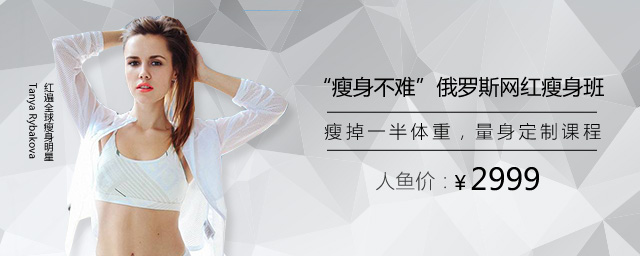 红遍全球瘦身明星
Tanya Rybakova
“瘦身不难”俄罗斯网红瘦身班
瘦掉一半体重，量身定制课程
人鱼价：¥2999